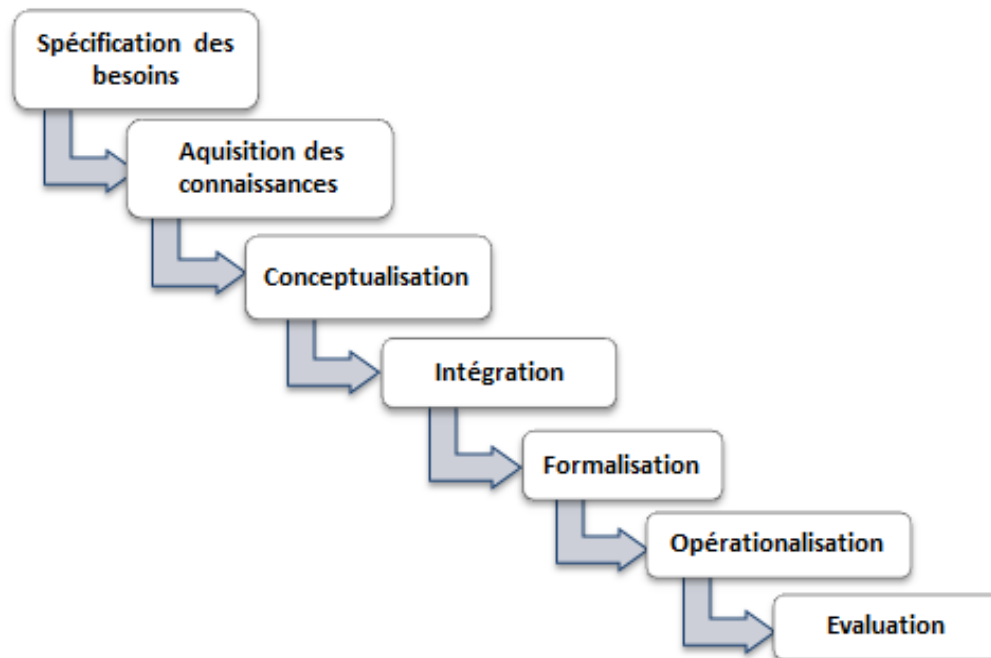 Spécification des
besoins
Aquisition des
connaissances
Conceptualisation
Intégration
Formalisation
Opérationalisation
Evaluation